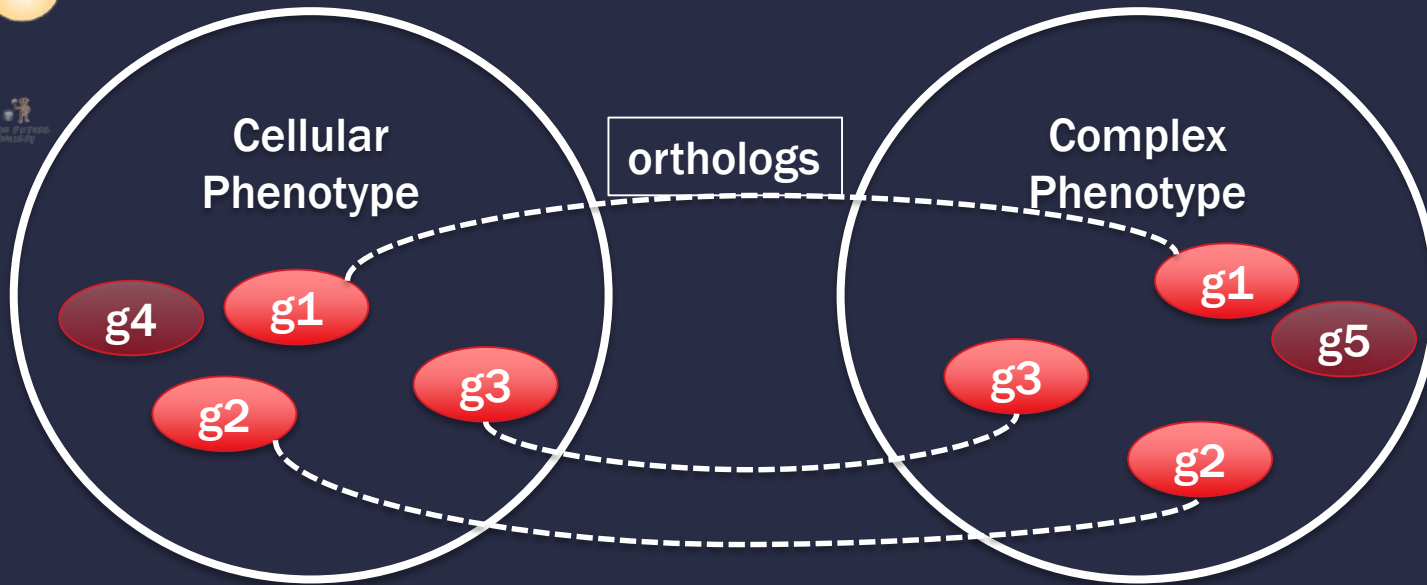 Cellular
Phenotype
orthologs
Complex
Phenotype
g4
g1
g2
g3
g1
g5
g3
g2